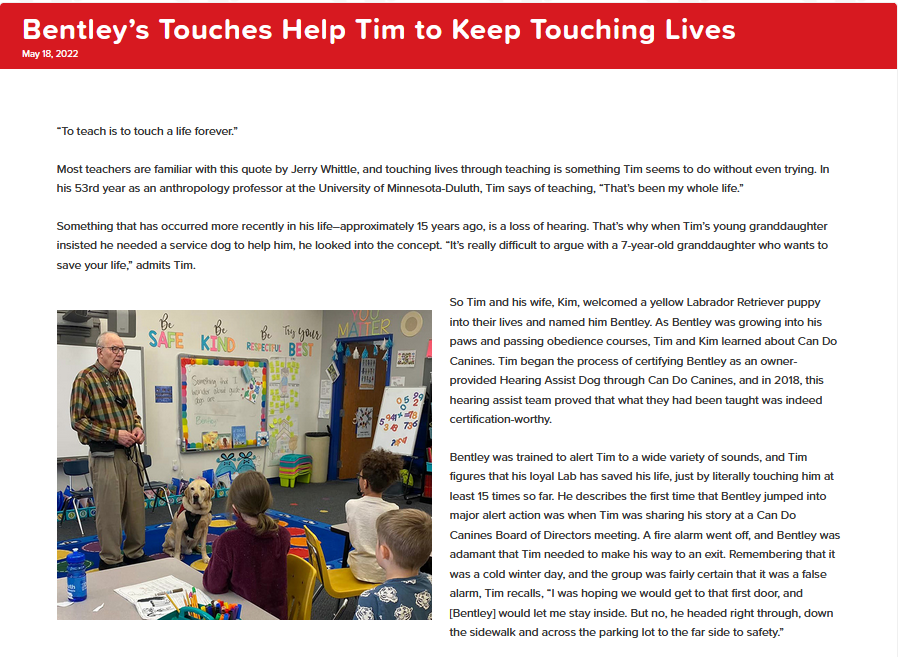 Bentley’s Touches Help Tim to Keep Touching Lives
May 18, 2022
“To teach is to touch a life forever.”
Most teachers are familiar with this quote by Jerry Whittle, and touching lives through teaching is something Tim seems to do without even trying. In
his 53rd year as an anthropology professor at the University of Minnesota-Duluth, Tim says of teaching, “That’s been my whole life.”
Something that has occurred more recently in his life–approximately 15 years ago, is a loss of hearing. That’s why when Tim’s young granddaughter
insisted he needed a service dog to help him, he looked into the concept. “It’s really difficult to argue with a 7-year-old granddaughter who wants to
save your life,” admits Tim.
So Tim and his wife, Kim, welcomed a yellow Labrador Retriever puppy
into their lives and named him Bentley. As Bentley was growing into his
paws and passing obedience courses, Tim and Kim learned about Can Do
Canines. Tim began the process of certifying Bentley as an owner-
provided Hearing Assist Dog through Can Do Canines, and in 2018, this
hearing assist team proved that what they had been taught was indeed
certification-worthy.
Bentley was trained to alert Tim to a wide variety of sounds, and Tim
figures that his loyal Lab has saved his life, just by literally touching him at
least 15 times so far. He describes the first time that Bentley jumped into
major alert action was when Tim was sharing his story at a Can Do
Canines Board of Directors meeting. A fire alarm went off, and Bentley was
adamant that Tim needed to make his way to an exit. Remembering that it
was a cold winter day, and the group was fairly certain that it was a false
alarm, Tim recalls, “I was hoping we would get to that first door, and
[Bentley] would let me stay inside. But no, he headed right through, down
the sidewalk and across the parking lot to the far side to safety.”
Be SAFE
Be KIND
Be RESPECTFUL
Try your BEST
YOU MATTER
Something that I
Bentley